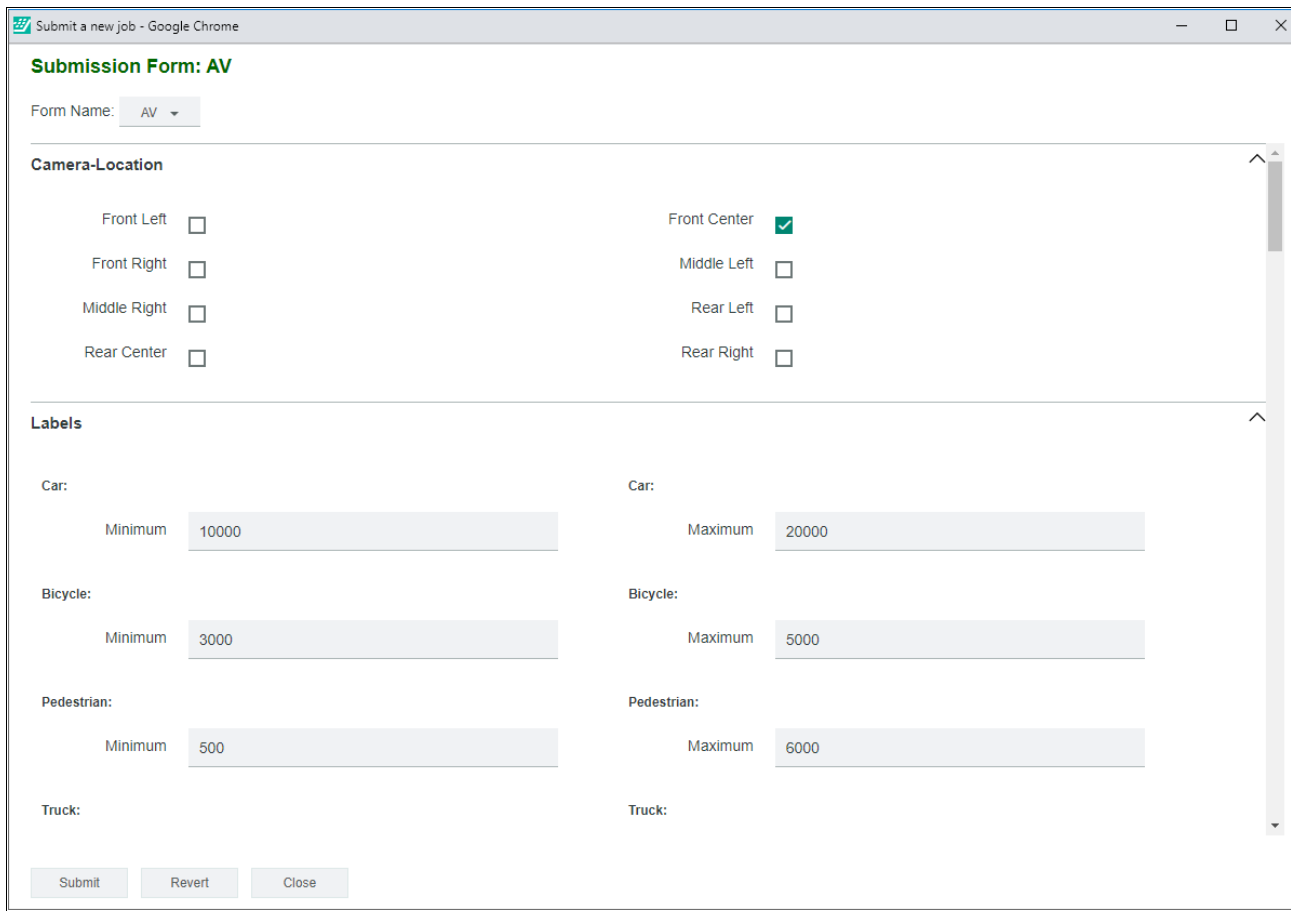 Submit a new job - Google Chrome
Submission Form: AV
Form Name: AV
Camera-Location
Front Left Front Center
Front Right Middle Left
Middle Right Rear Left
Rear Center Rear Right
Labels
Car: Car:
Minimum 10000 Maximum 20000
Bicycle: Bicycle:
Minimum 3000 Maximum 5000
Pedestrian: Pedestrian:
Minimum 500 Maximum 6000
Truck: Truck:
Submit Revert Close